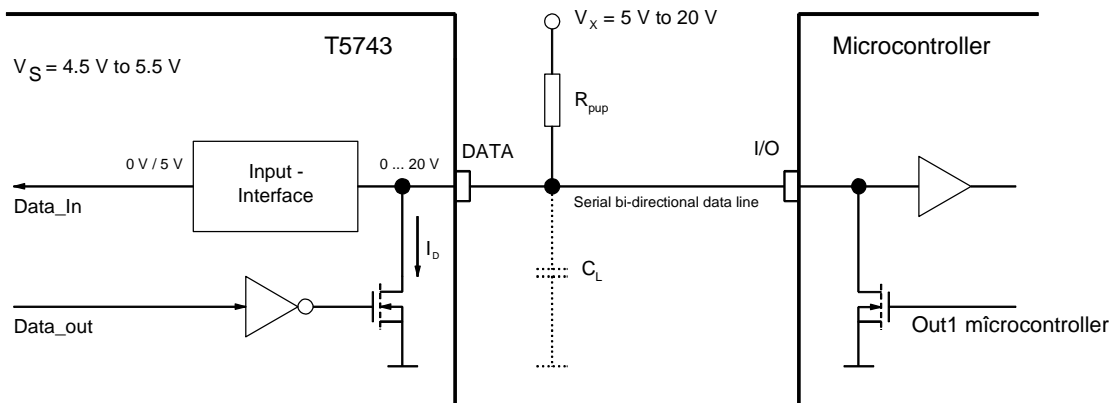 V_X = 5 V to 20 V
T5743
Microcontroller
V_S = 4.5 V to 5.5 V
R_pup
0 V / 5 V
Input -
Interface
0 ... 20 V
DATA
I/O
Data_In
Serial bi-directional data line
I_D
C_L
Data_out
Out1 mîcrocontroller